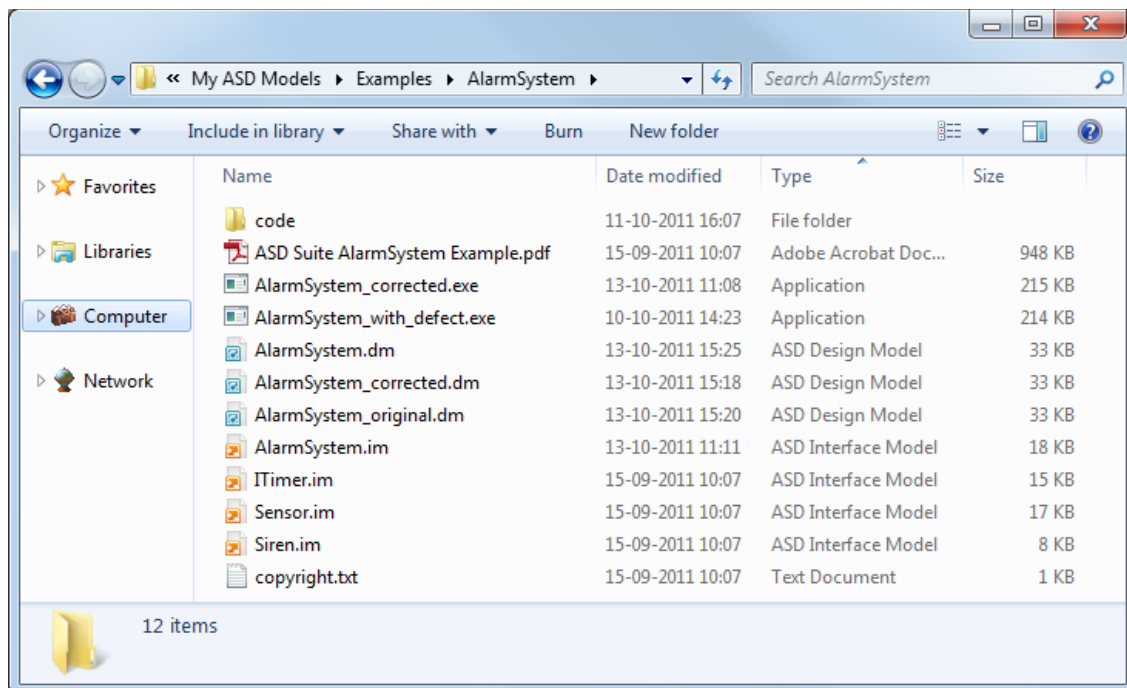 « My ASD Models Examples AlarmSystem Search AlarmSystem
Organize Include in library Share with Burn New folder
Favorites
Libraries
Computer
Network
Name Date modified Type Size
code 11-10-2011 16:07 File folder
ASD Suite AlarmSystem Example.pdf 15-09-2011 10:07 Adobe Acrobat Doc... 948 KB
AlarmSystem_corrected.exe 13-10-2011 11:08 Application 215 KB
AlarmSystem_with_defect.exe 10-10-2011 14:23 Application 214 KB
AlarmSystem.dm 13-10-2011 15:25 ASD Design Model 33 KB
AlarmSystem_corrected.dm 13-10-2011 15:18 ASD Design Model 33 KB
AlarmSystem_original.dm 13-10-2011 15:20 ASD Design Model 33 KB
AlarmSystem.im 13-10-2011 11:11 ASD Interface Model 18 KB
ITimer.im 15-09-2011 10:07 ASD Interface Model 15 KB
Sensor.im 15-09-2011 10:07 ASD Interface Model 17 KB
Siren.im 15-09-2011 10:07 ASD Interface Model 8 KB
copyright.txt 15-09-2011 10:07 Text Document 1 KB
12 items